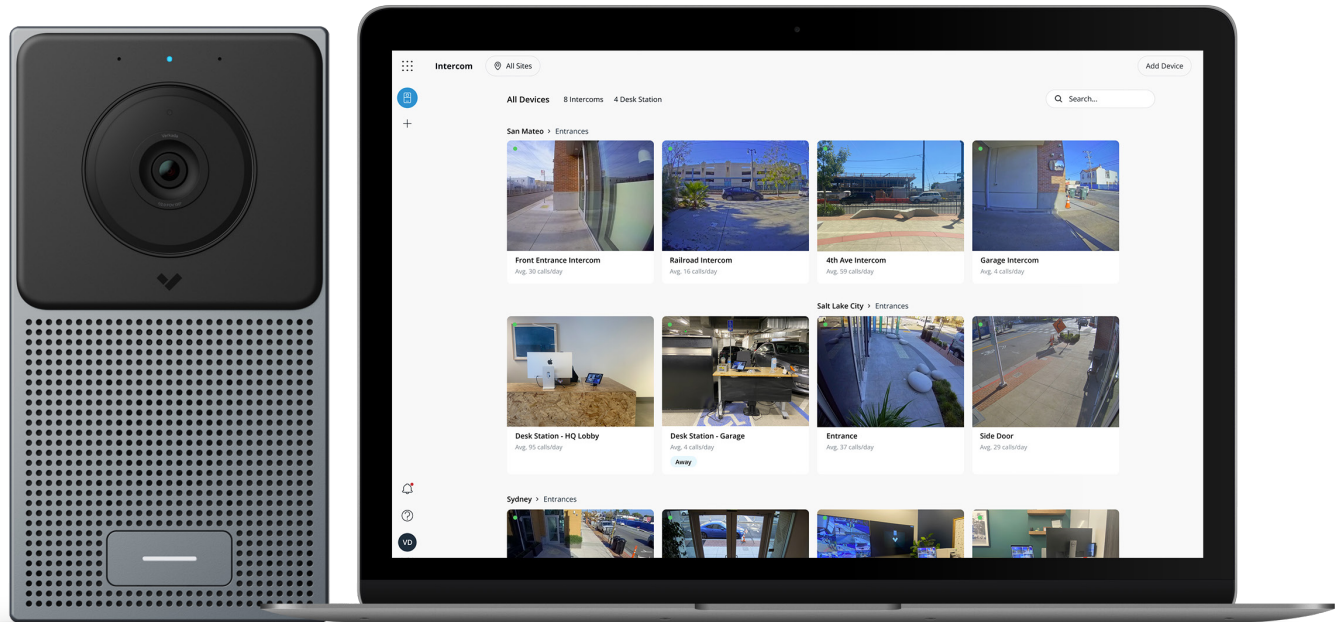 Intercom
All Sites
Add Device
All Devices
8 Intercoms
4 Desk Station
Search...
San Mateo > Entrances
Front Entrance Intercom
Avg. 30 calls/day
Railroad Intercom
Avg. 16 calls/day
4th Ave Intercom
Avg. 59 calls/day
Garage Intercom
Avg. 4 calls/day
Salt Lake City > Entrances
Desk Station - HQ Lobby
Avg. 95 calls/day
Desk Station - Garage
Avg. 4 calls/day
Away
Entrance
Avg. 37 calls/day
Side Door
Avg. 29 calls/day
Sydney > Entrances
VD